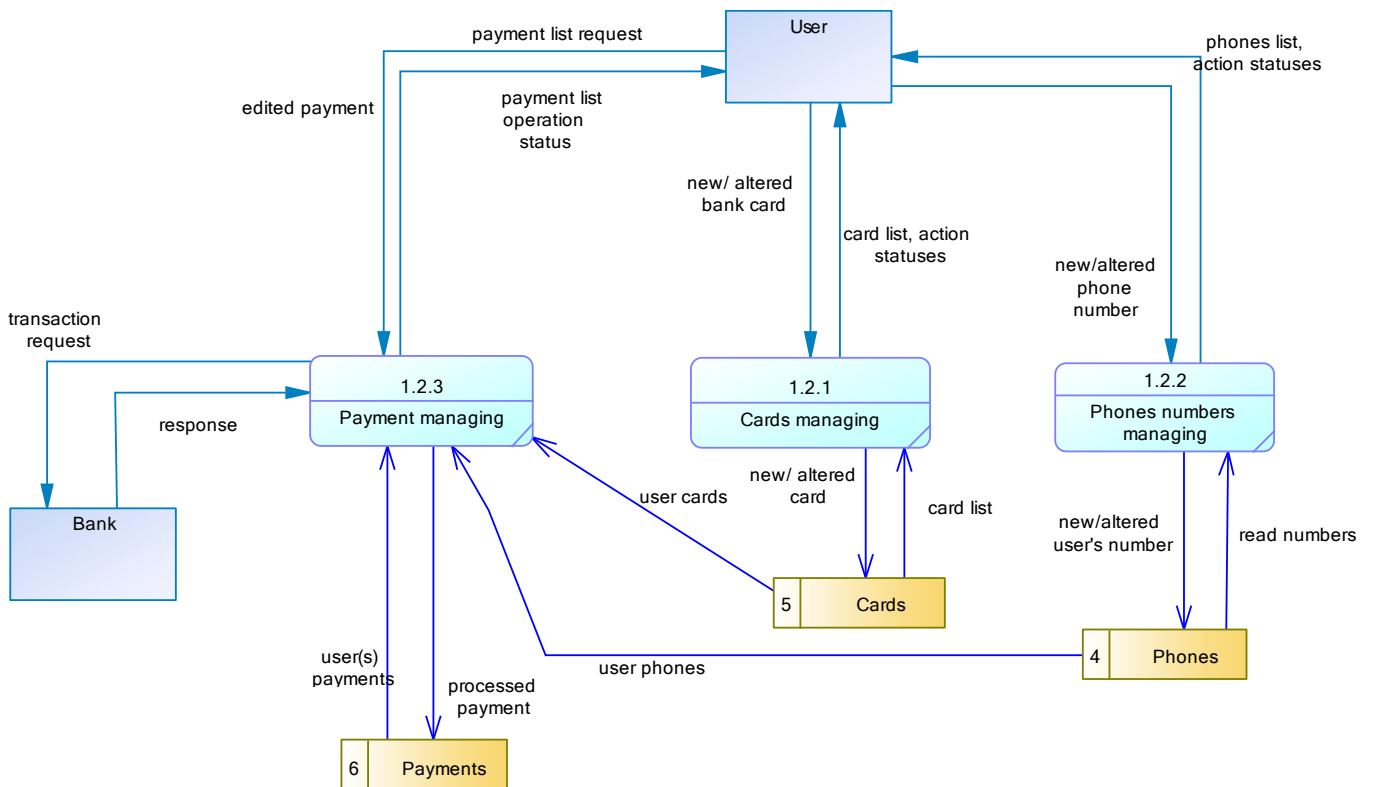 User
payment list request
phones list,
action statuses
edited payment
payment list
operation
status
new/ altered
bank card
card list, action
statuses
new/altered
phone
number
transaction
request
response
1.2.3
Payment managing
1.2.1
Cards managing
1.2.2
Phones numbers
managing
Bank
user cards
new/ altered
card
card list
new/altered
user's number
read numbers
5
Cards
4
Phones
user phones
user(s)
payments
processed
payment
6
Payments